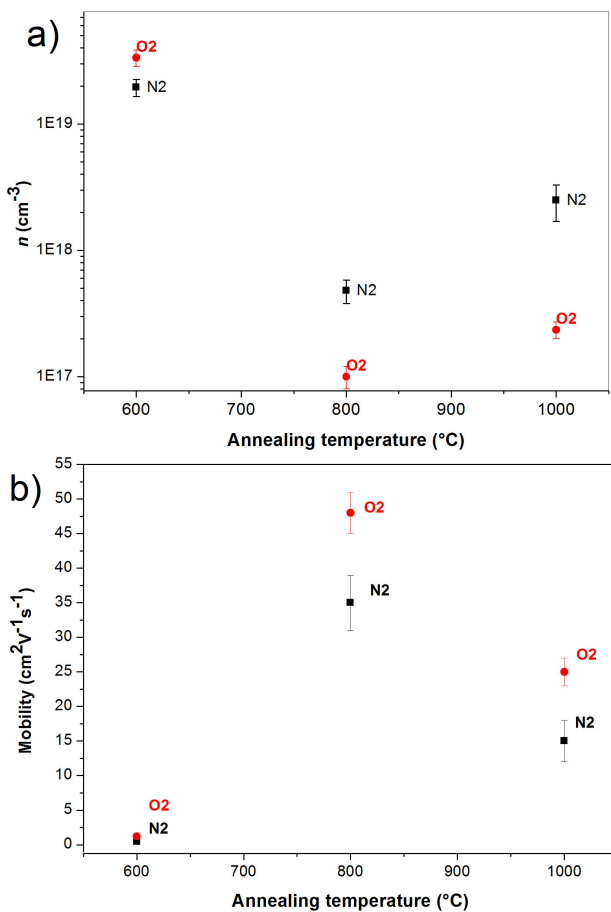 a)
O2
N2
1E19
n (cm-3)
N2
1E18
N2
O2
O2
1E17
600 700 800 900 1000
Annealing temperature (°C)
b)
55
50
O2
45
40
N2
35
30
Mobility (cm2V-1s-1)
O2
25
20
N2
15
10
5
O2
N2
0
600 700 800 900 1000
Annealing temperature (°C)